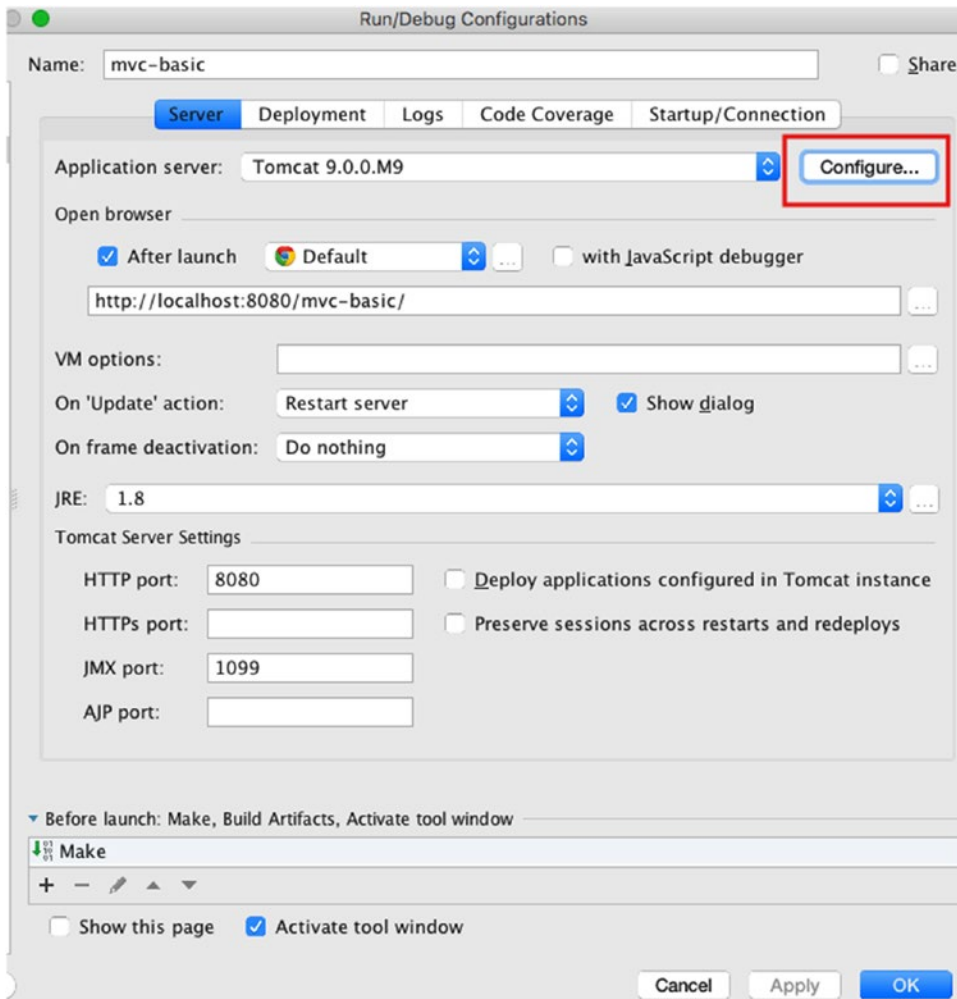 Run/Debug Configurations
Name: mvc-basic Share
Server Deployment Logs Code Coverage Startup/Connection
Application server: Tomcat 9.0.0.M9 Configure...
Open browser
After launch Default ... with JavaScript debugger
http://localhost:8080/mvc-basic/ ...
VM options: ...
On 'Update' action: Restart server Show dialog
On frame deactivation: Do nothing
JRE: 1.8 ...
Tomcat Server Settings
HTTP port: 8080 Deploy applications configured in Tomcat instance
HTTPs port: Preserve sessions across restarts and redeploys
JMX port: 1099
AJP port:
Before launch: Make, Build Artifacts, Activate tool window
Make
Show this page Activate tool window
Cancel Apply OK